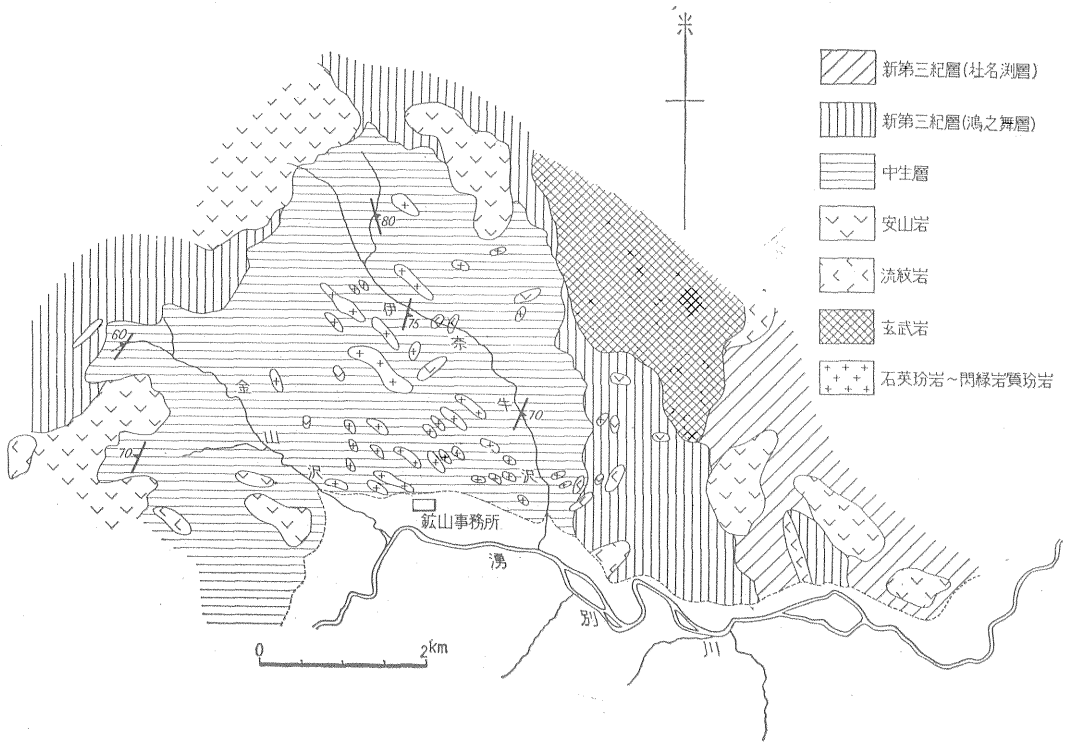 新第三紀層(社名渕層)
新第三紀層(鴻之舞層)
中生層
安山岩
流紋岩
玄武岩
石英玢岩~閃緑岩質玢岩
80
75
60
70
70
伊
奈
牛
沢
金
山
沢
鉱山事務所
湧
別
川
0
2km